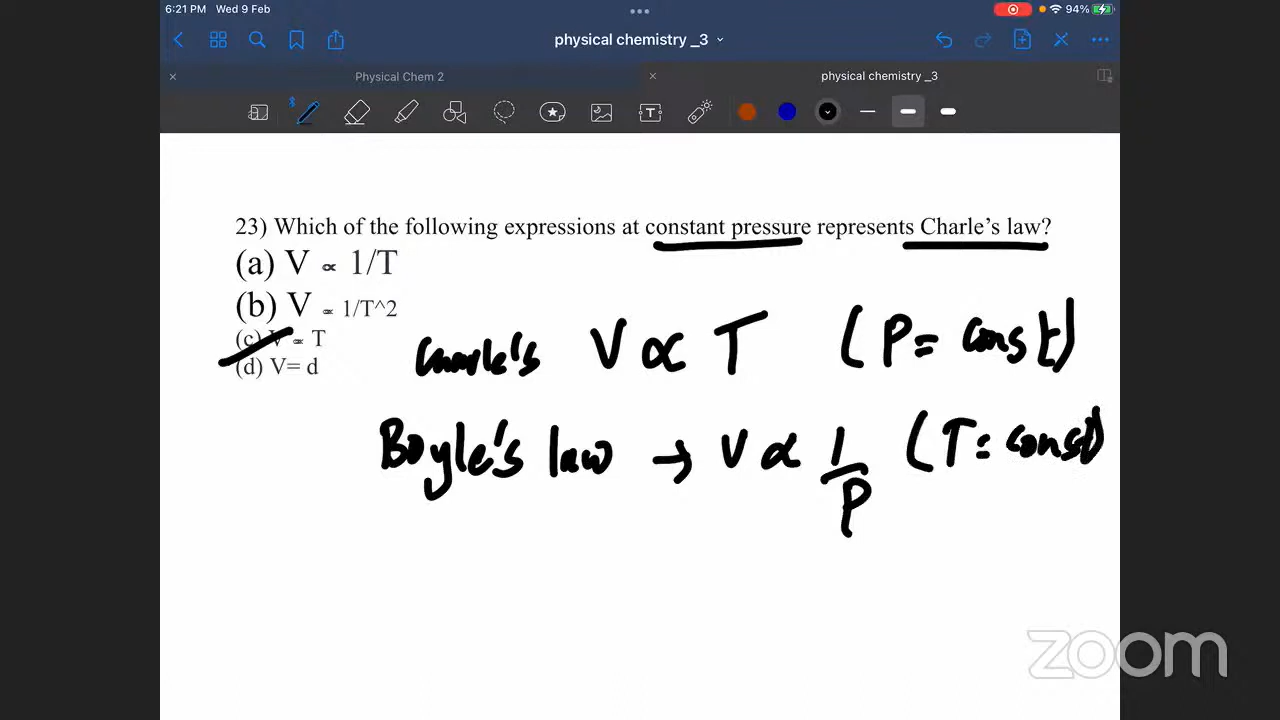 6:21 PM Wed 9 Feb
94%
physical chemistry _3
Physical Chem 2
physical chemistry _3
23) Which of the following expressions at constant pressure represents Charle's law?
(a) V ∝ 1/T
(b) V ∝ 1/T^2
(c) V ∝ T
(d) V= d
Charle's V ∝ T (P = const)
Boyle's law → V ∝ 1/P (T = const)
zoom